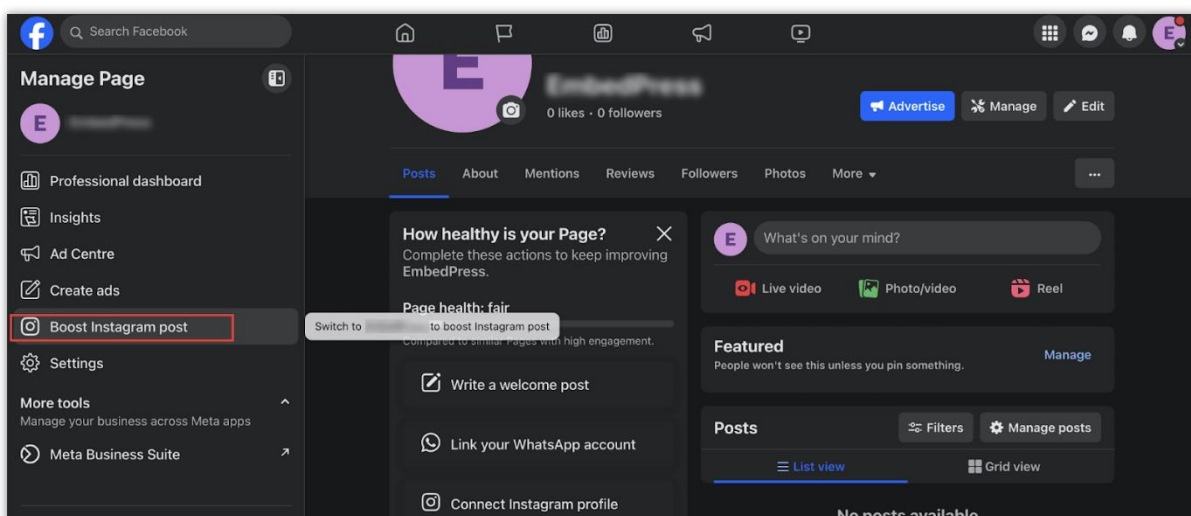 Search Facebook
E
Manage Page
E
Professional dashboard
Insights
Ad Centre
Create ads
Boost Instagram post
Settings
More tools
Manage your business across Meta apps
Meta Business Suite
E
0 likes · 0 followers
Advertise
Manage
Edit
Posts
About
Mentions
Reviews
Followers
Photos
More
How healthy is your Page?
Complete these actions to keep improving
EmbedPress.
Page health: fair
Switch to to boost Instagram post
Compared to similar Pages with high engagement.
Write a welcome post
Link your WhatsApp account
Connect Instagram profile
E
What's on your mind?
Live video
Photo/video
Reel
Featured
People won't see this unless you pin something.
Manage
Posts
Filters
Manage posts
List view
Grid view
No posts available